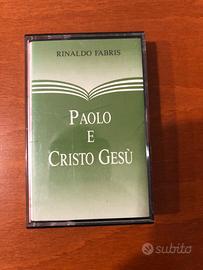 RINALDO FABRIS
PAOLO
E
CRISTO GESÙ
subito